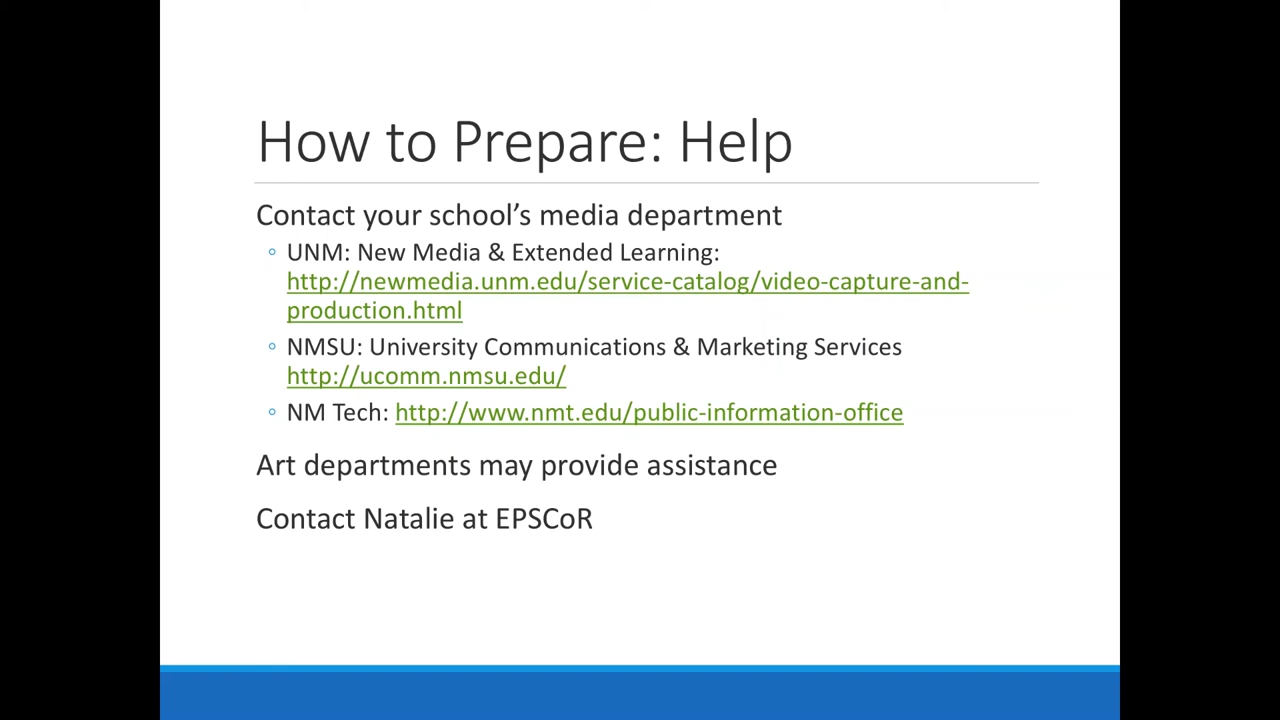 How to Prepare: Help
Contact your school’s media department
◦ UNM: New Media & Extended Learning:
http://newmedia.unm.edu/service-catalog/video-capture-and-
production.html
◦ NMSU: University Communications & Marketing Services
http://ucomm.nmsu.edu/
◦ NM Tech: http://www.nmt.edu/public-information-office
Art departments may provide assistance
Contact Natalie at EPSCoR